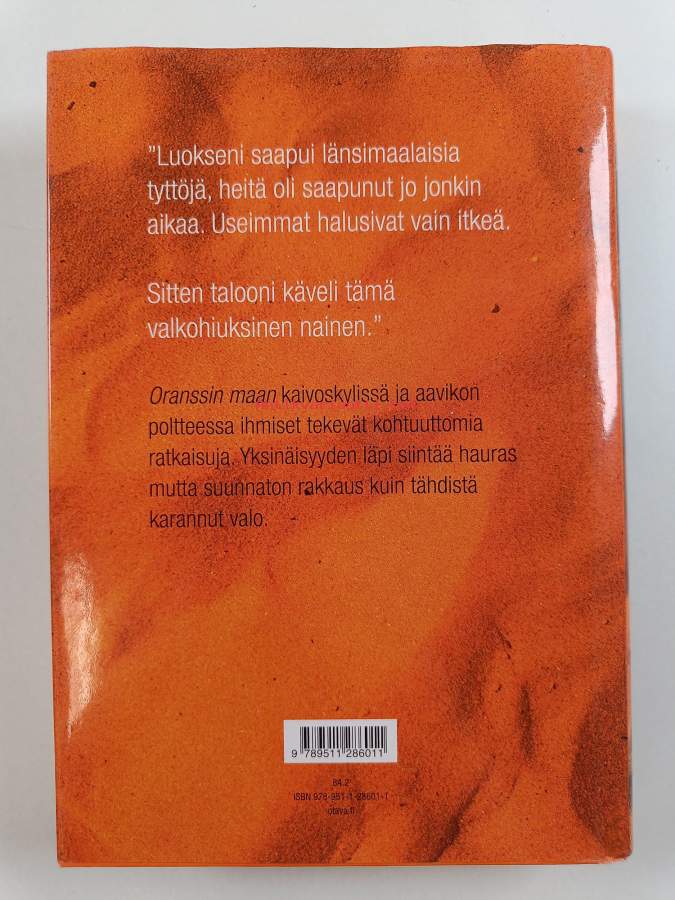 ”Luokseni saapui länsimaalaisia
tyttöjä, heitä oli saapunut jo jonkin
aikaa. Useimmat halusivat vain itkeä.
Sitten talooni käveli tämä
valkohiuksinen nainen.”
Oranssin maan kaivoskylissä ja aavikon
poltteessa ihmiset tekevät kohtuuttomia
ratkaisuja. Yksinäisyyden läpi siintää hauras
mutta suunnaton rakkaus kuin tähdistä
karannut valo.
9 789511 286011
84.2
ISBN 978-951-1-28601-1
otava.fi